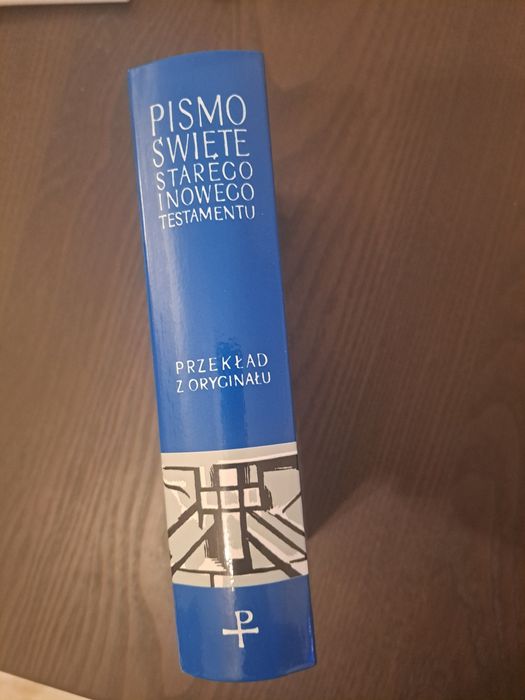 PISMO
ŚWIĘTE
STAREGO
I NOWEGO
TESTAMENTU
PRZEKŁAD
Z ORYGINAŁU
P